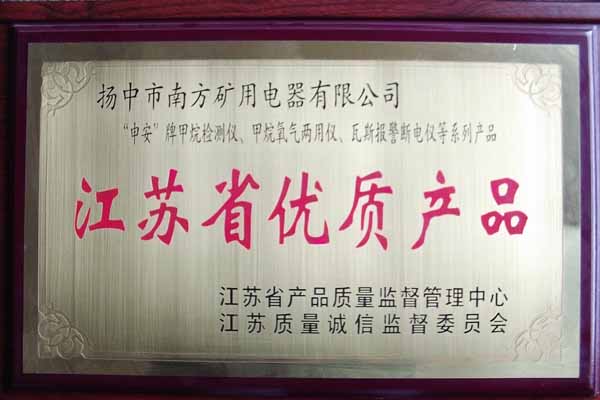 扬中市南方矿用电器有限公司
“申安”牌甲烷检测仪、甲烷氧气两用仪、瓦斯报警断电仪等系列产品
江苏省优质产品
江苏省产品质量监督管理中心
江苏质量诚信监督委员会